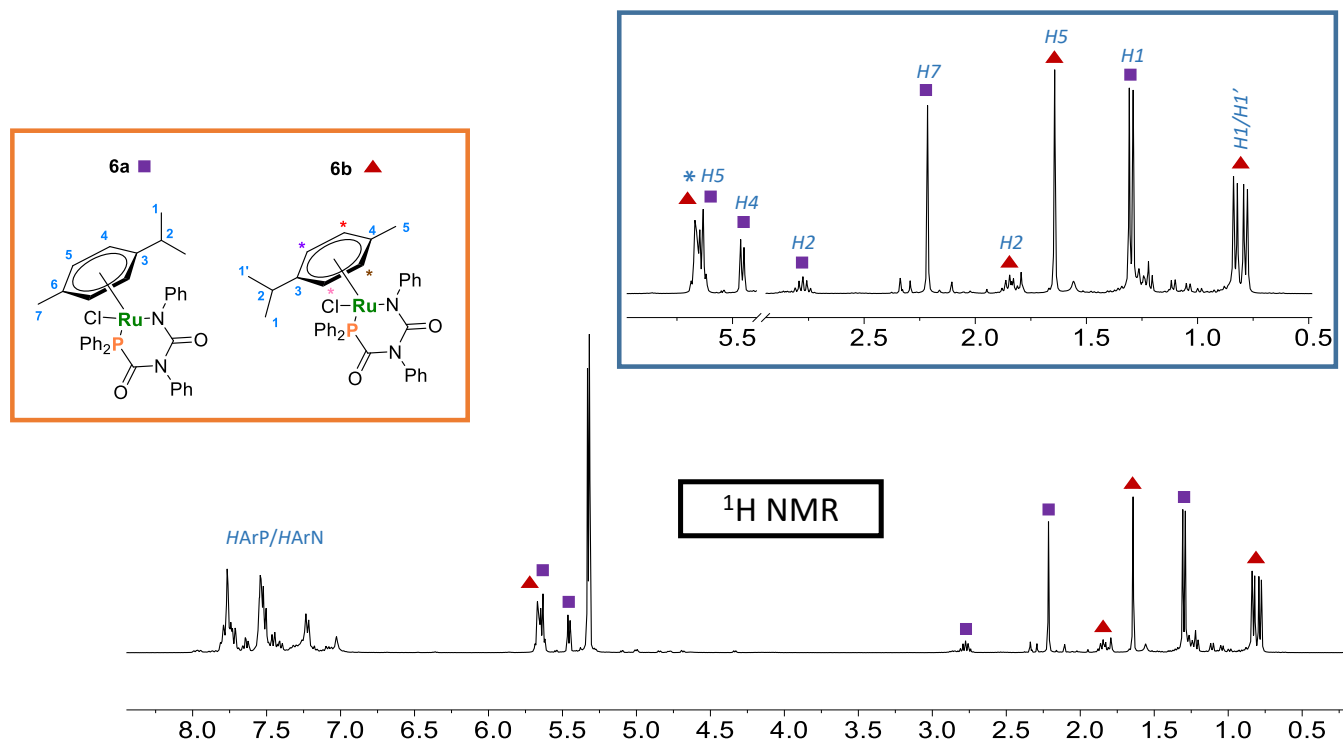 6a
6b
1
4
2
5
3
6
7
Cl
Ru
N
Ph
P
Ph2
O
N
Ph
O
*
*
4
5
*
1'
2
3
*
1
Cl
Ru
N
Ph
P
Ph2
O
N
Ph
O
* H5
H4
H2
H7
H2
H5
H1
H1/H1'
5.5
2.5
2.0
1.5
1.0
0.5
¹H NMR
HArP/HArN
8.0
7.5
7.0
6.5
6.0
5.5
5.0
4.5
4.0
3.5
3.0
2.5
2.0
1.5
1.0
0.5